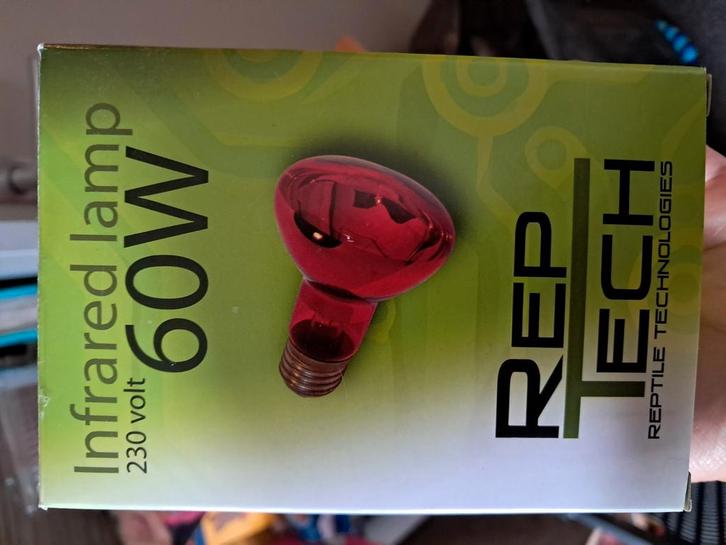 Infrared lamp
230 volt
60W
REP
TECH
REPTILE TECHNOLOGIES